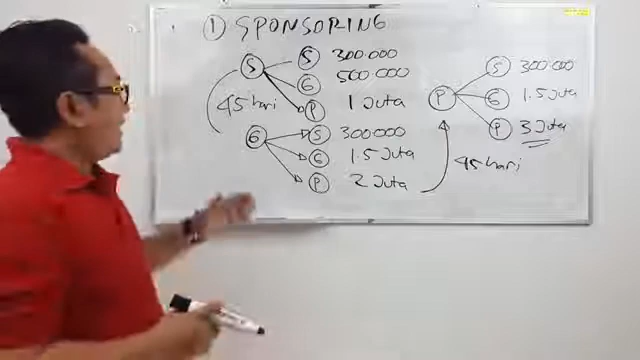 ① SPONSORING
S S 300.000
G 500.000
P 1 Juta
45 hari
G S 300.000
G 1.5 Juta
P 2 Juta
P S 300.000
G 1.5 Juta
P 3 Juta
45 hari